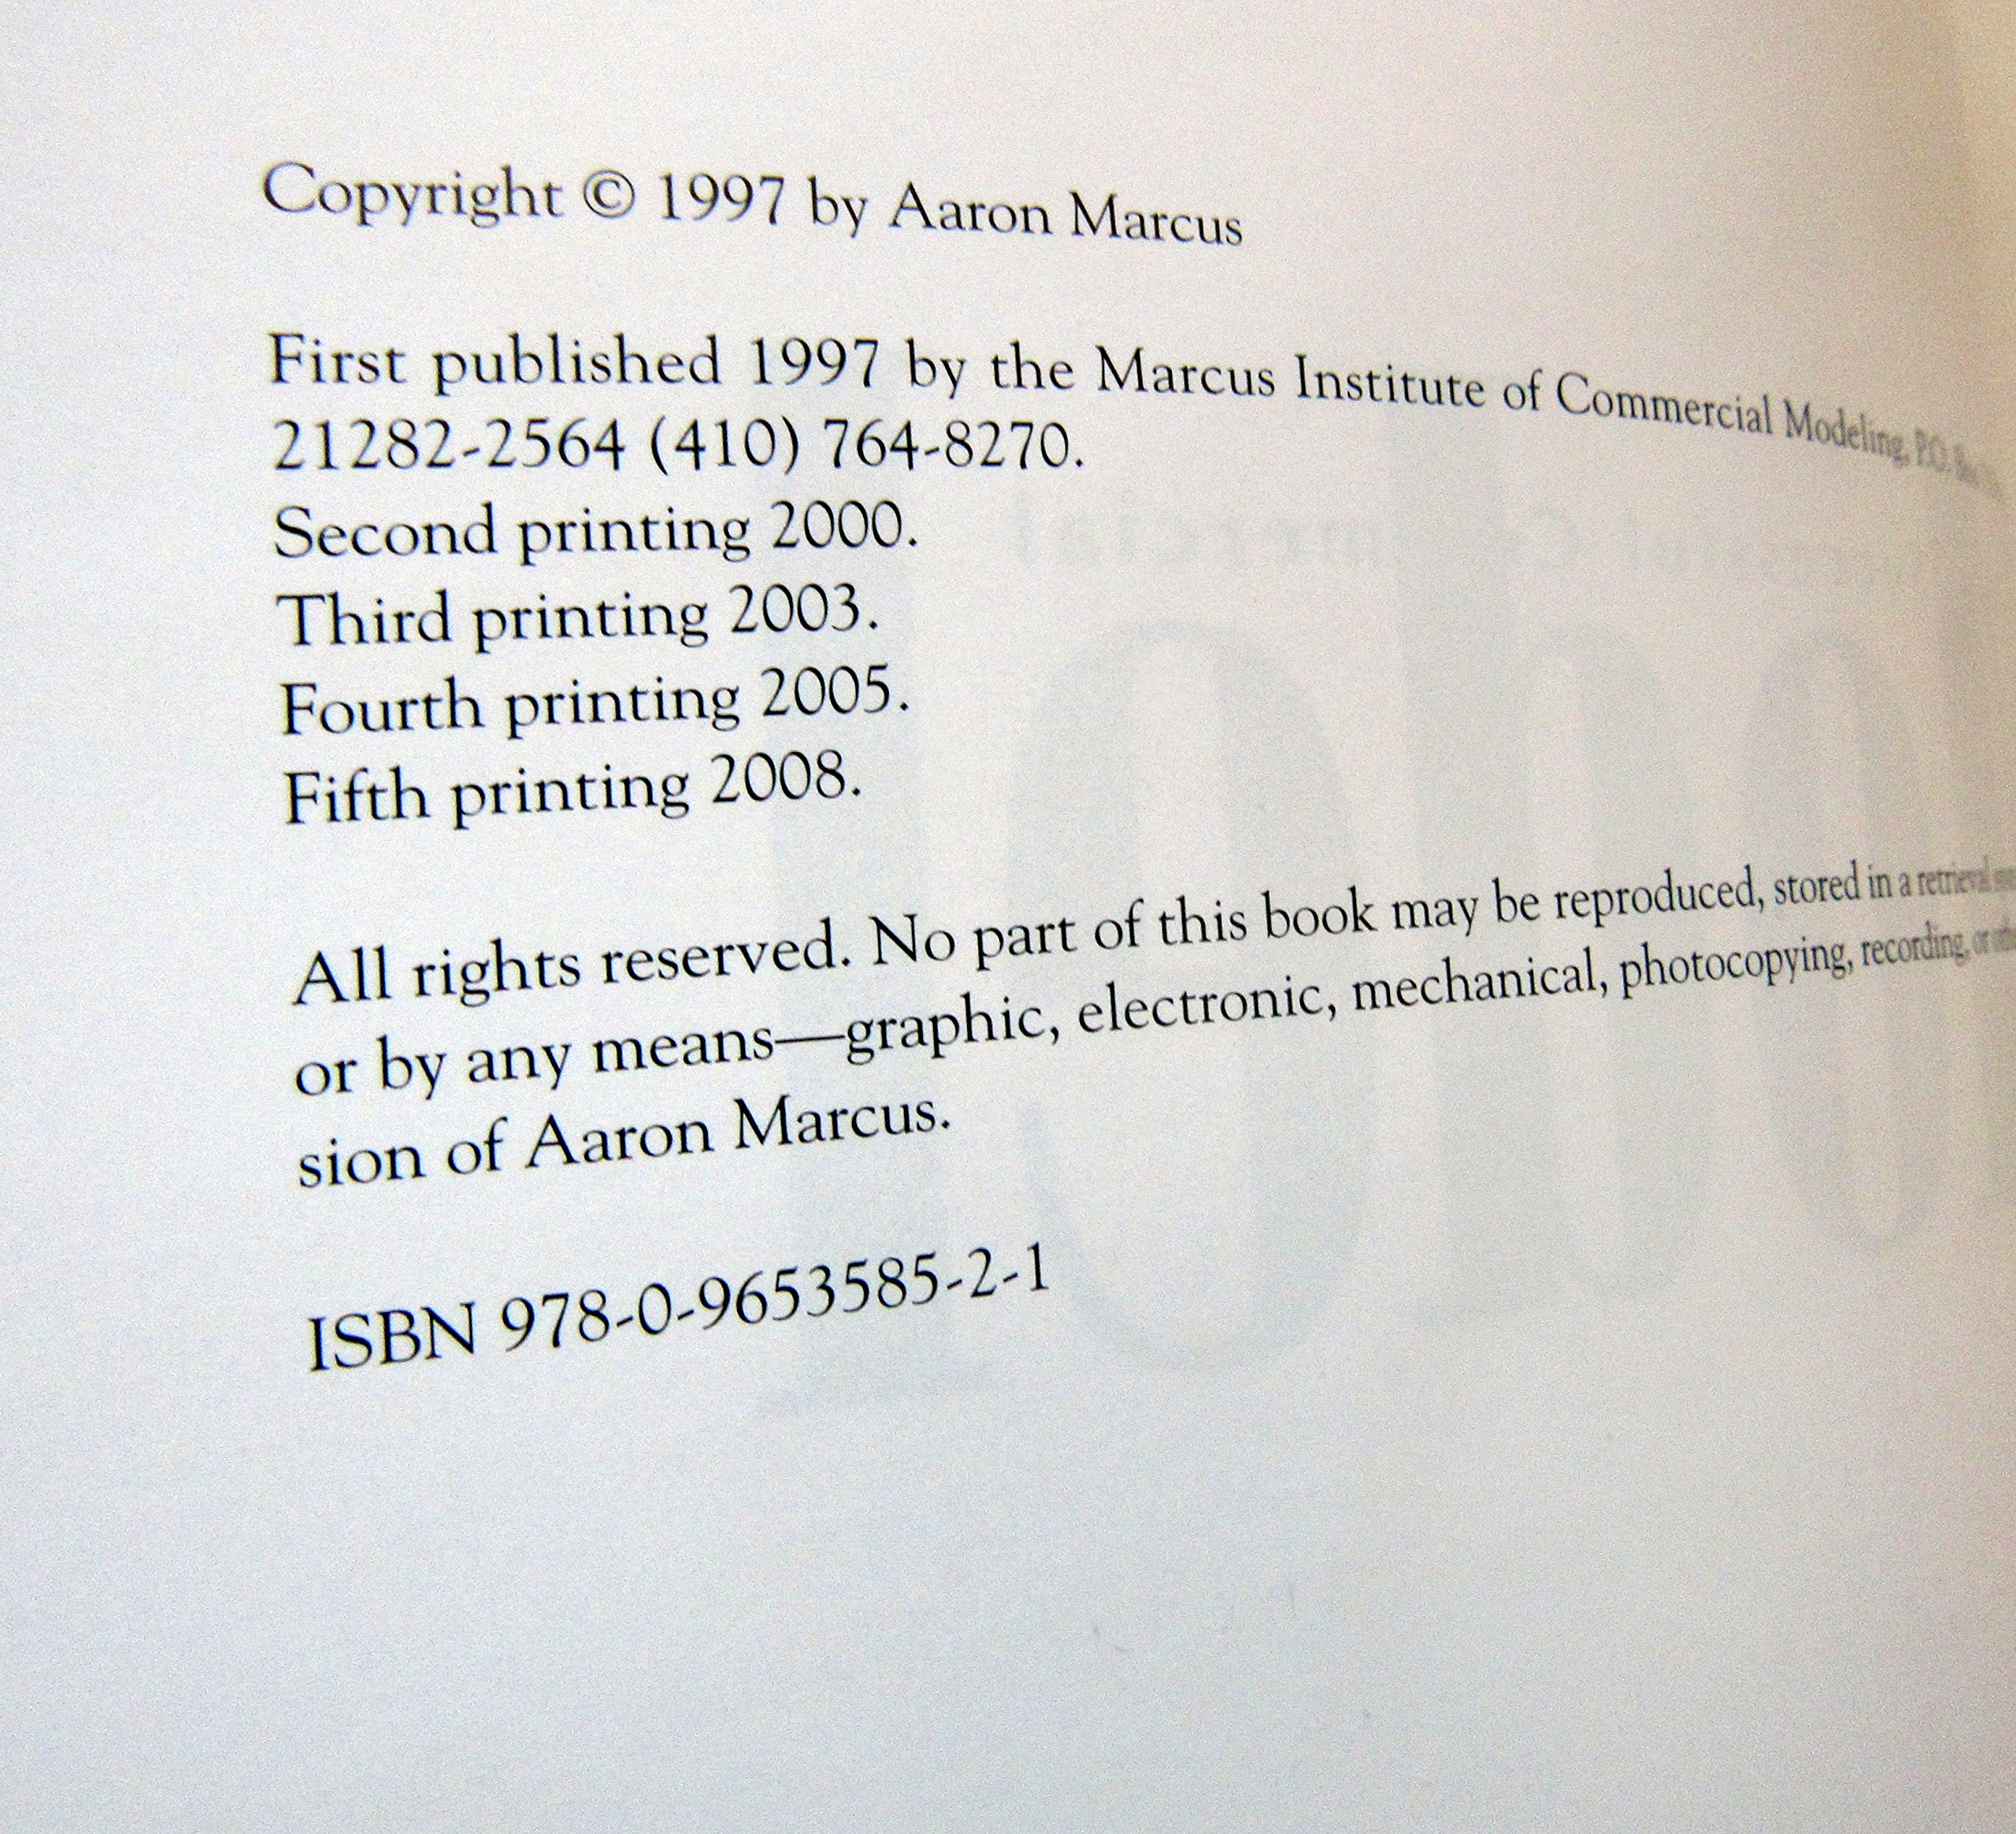 Copyright © 1997 by Aaron Marcus
First published 1997 by the Marcus Institute of Commercial Modeling, P.O. Box
21282-2564 (410) 764-8270.
Second printing 2000.
Third printing 2003.
Fourth printing 2005.
Fifth printing 2008.
All rights reserved. No part of this book may be reproduced, stored in a retrieval
or by any means—graphic, electronic, mechanical, photocopying, recording, or
sion of Aaron Marcus.
ISBN 978-0-9653585-2-1